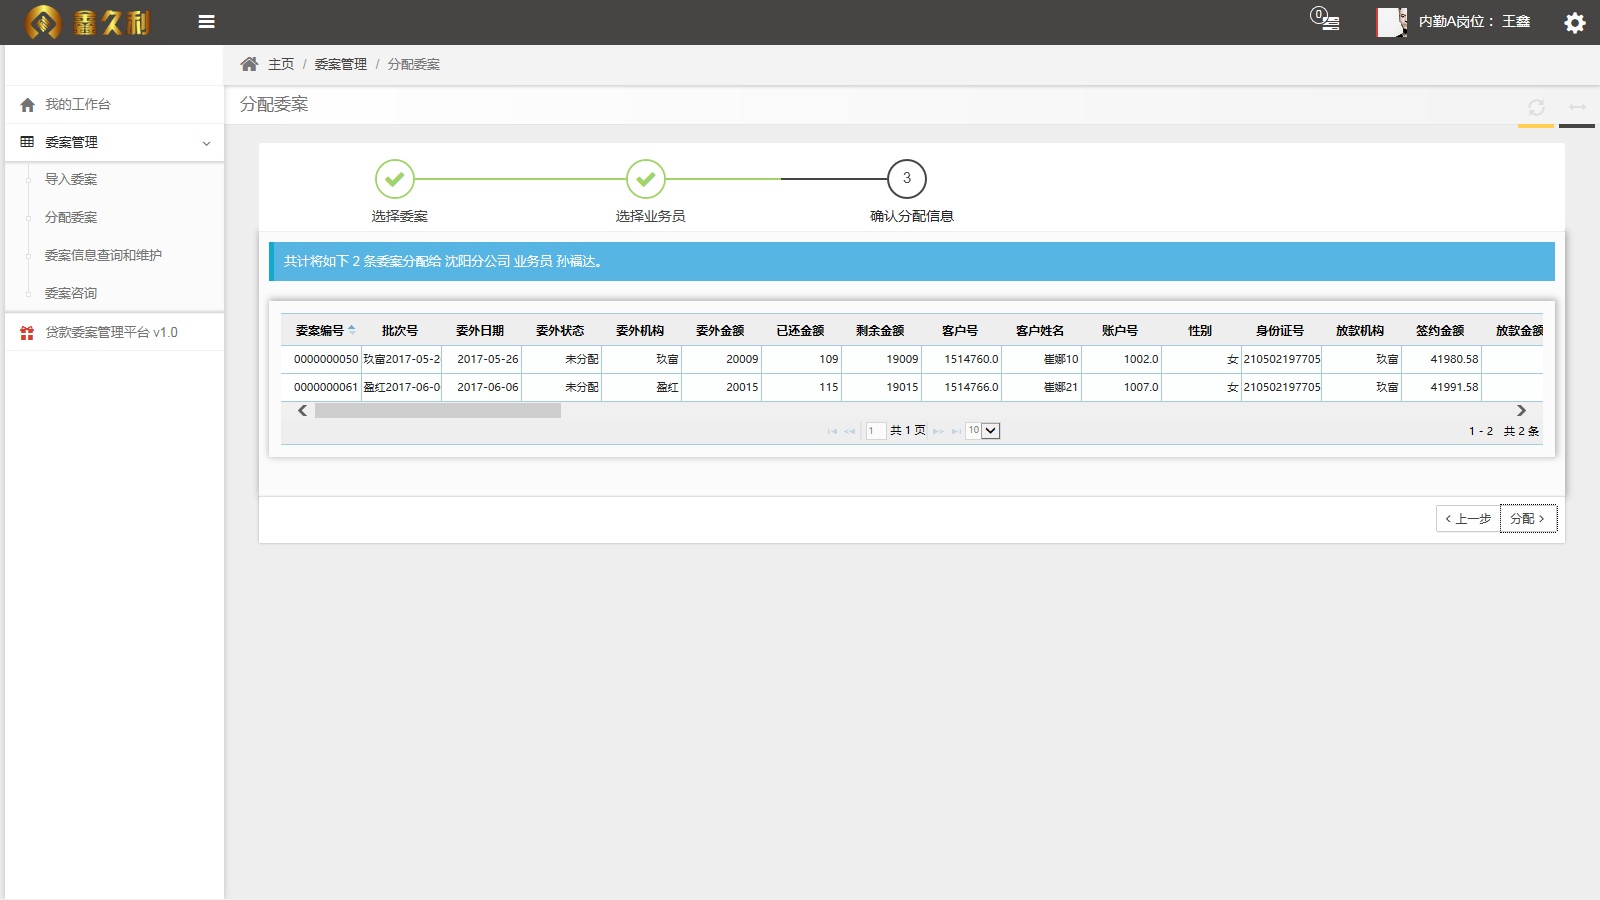 鑫久利
0
内勤A岗位： 王鑫
主页 / 委案管理 / 分配委案
我的工作台
委案管理
导入委案
分配委案
委案信息查询和维护
委案咨询
贷款委案管理平台 v1.0
分配委案
3
选择委案 选择业务员 确认分配信息
共计将如下 2 条委案分配给 沈阳分公司 业务员 孙福达。
委案编号 批次号 委外日期 委外状态 委外机构 委外金额 已还金额 剩余金额 客户号 客户姓名 账户号 性别 身份证号 放款机构 签约金额 放款金额
0000000050 玖富2017-05-2 2017-05-26 未分配 玖富 20009 109 19009 1514760.0 崔娜10 1002.0 女 210502197705 玖富 41980.58
0000000061 盈红2017-06-0 2017-06-06 未分配 盈红 20015 115 19015 1514766.0 崔娜21 1007.0 女 210502197705 玖富 41991.58
1 共 1 页 10 1 - 2 共 2 条
上一步 分配